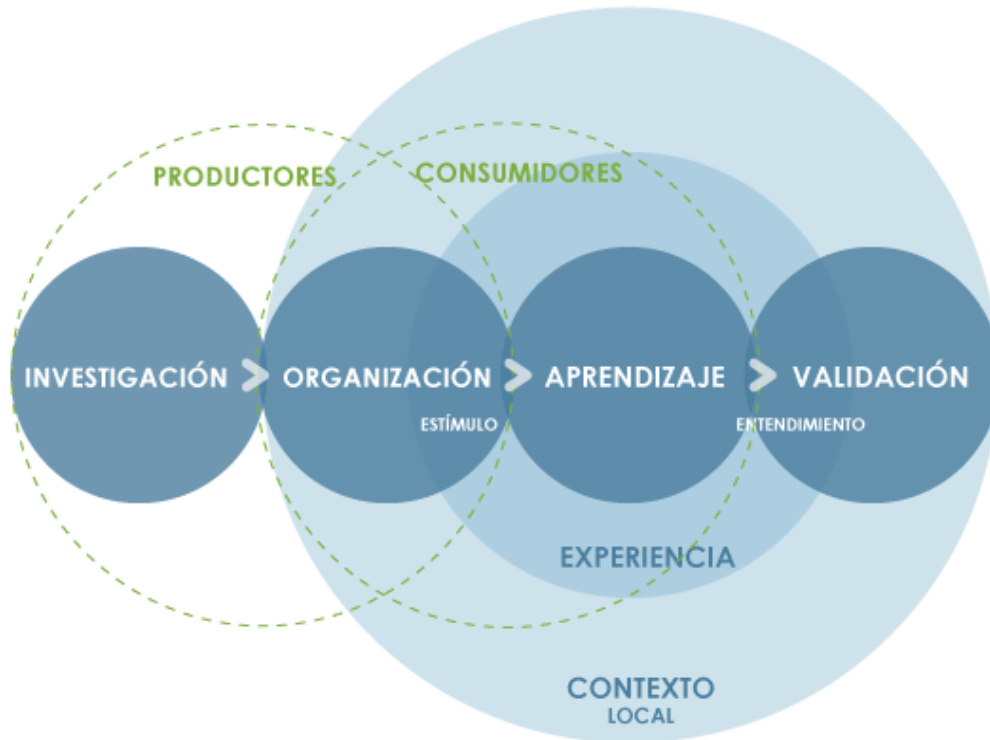 PRODUCTORES
CONSUMIDORES
INVESTIGACIÓN > ORGANIZACIÓN > APRENDIZAJE > VALIDACIÓN
ESTÍMULO
ENTENDIMIENTO
EXPERIENCIA
CONTEXTO
LOCAL